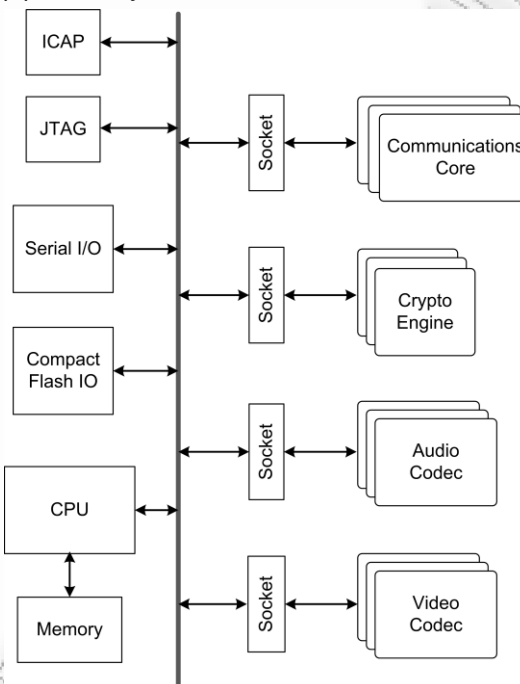 ICAP
JTAG
Serial I/O
Compact
Flash IO
CPU
Memory
Socket
Communications
Core
Socket
Crypto
Engine
Socket
Audio
Codec
Socket
Video
Codec